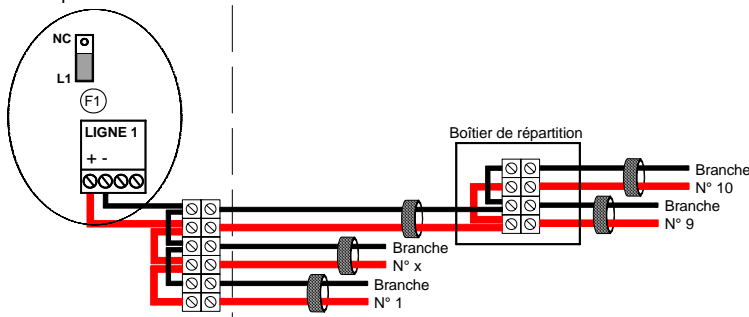 NC
L1
F1
LIGNE 1
+ -
Boîtier de répartition
Branche
N° 10
Branche
N° 9
Branche
N° x
Branche
N° 1